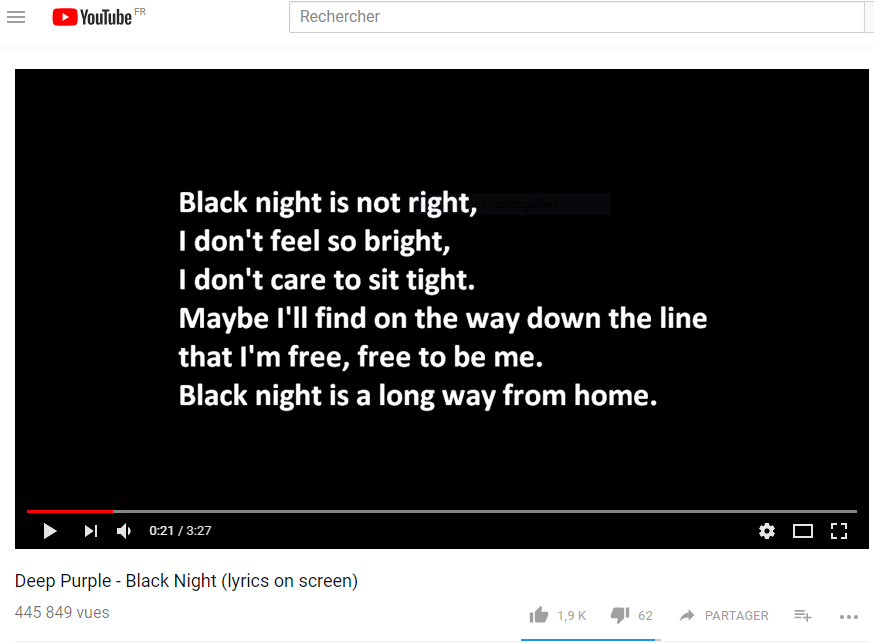 YouTube FR
Rechercher
Black night is not right,
I don't feel so bright,
I don't care to sit tight.
Maybe I'll find on the way down the line
that I'm free, free to be me.
Black night is a long way from home.
0:21 / 3:27
Deep Purple - Black Night (lyrics on screen)
445 849 vues
1,9 K 62 PARTAGER